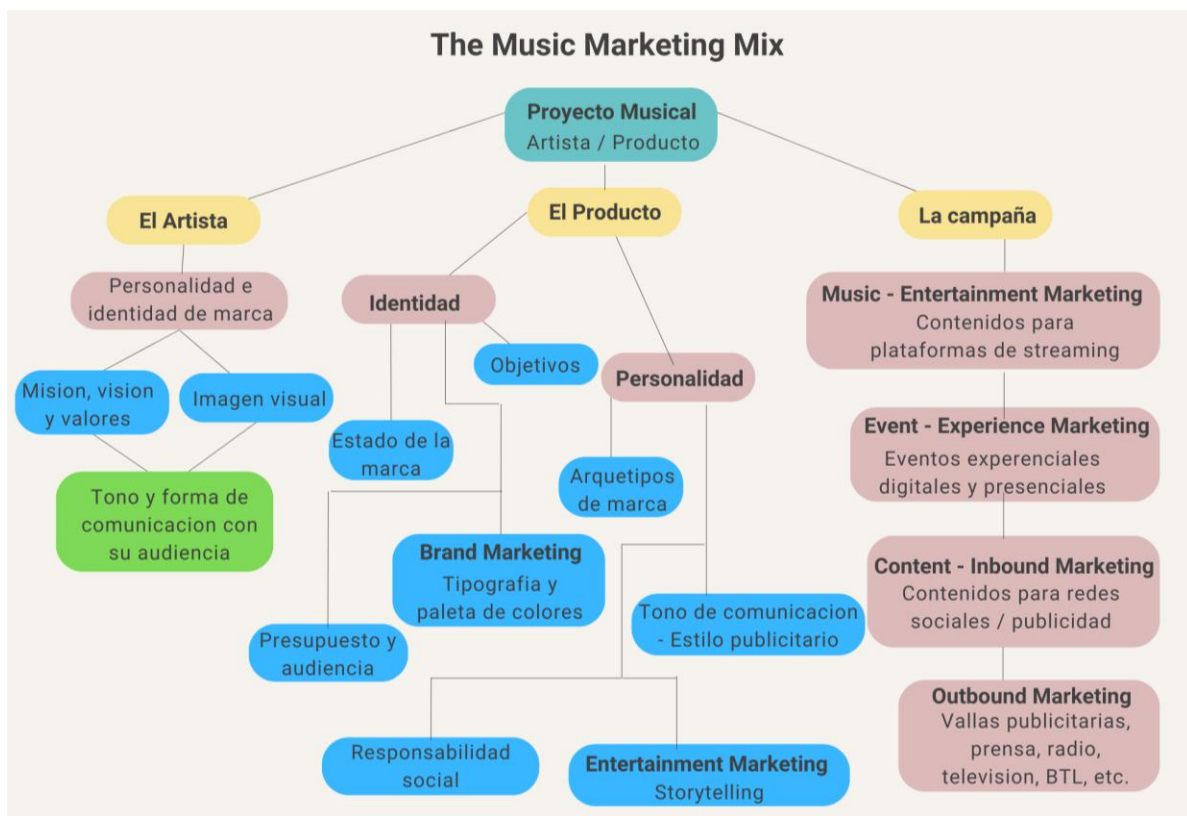 The Music Marketing Mix
Proyecto Musical
Artista / Producto
El Artista
Personalidad e
identidad de marca
Mision, vision
y valores
Imagen visual
Tono y forma de
comunicacion con
su audiencia
El Producto
Identidad
Objetivos
Estado de la
marca
Brand Marketing
Tipografia y
paleta de colores
Presupuesto y
audiencia
Personalidad
Arquetipos
de marca
Tono de comunicacion
- Estilo publicitario
Responsabilidad
social
Entertainment Marketing
Storytelling
La campaña
Music - Entertainment Marketing
Contenidos para
plataformas de streaming
Event - Experience Marketing
Eventos experenciales
digitales y presenciales
Content - Inbound Marketing
Contenidos para redes
sociales / publicidad
Outbound Marketing
Vallas publicitarias,
prensa, radio,
television, BTL, etc.